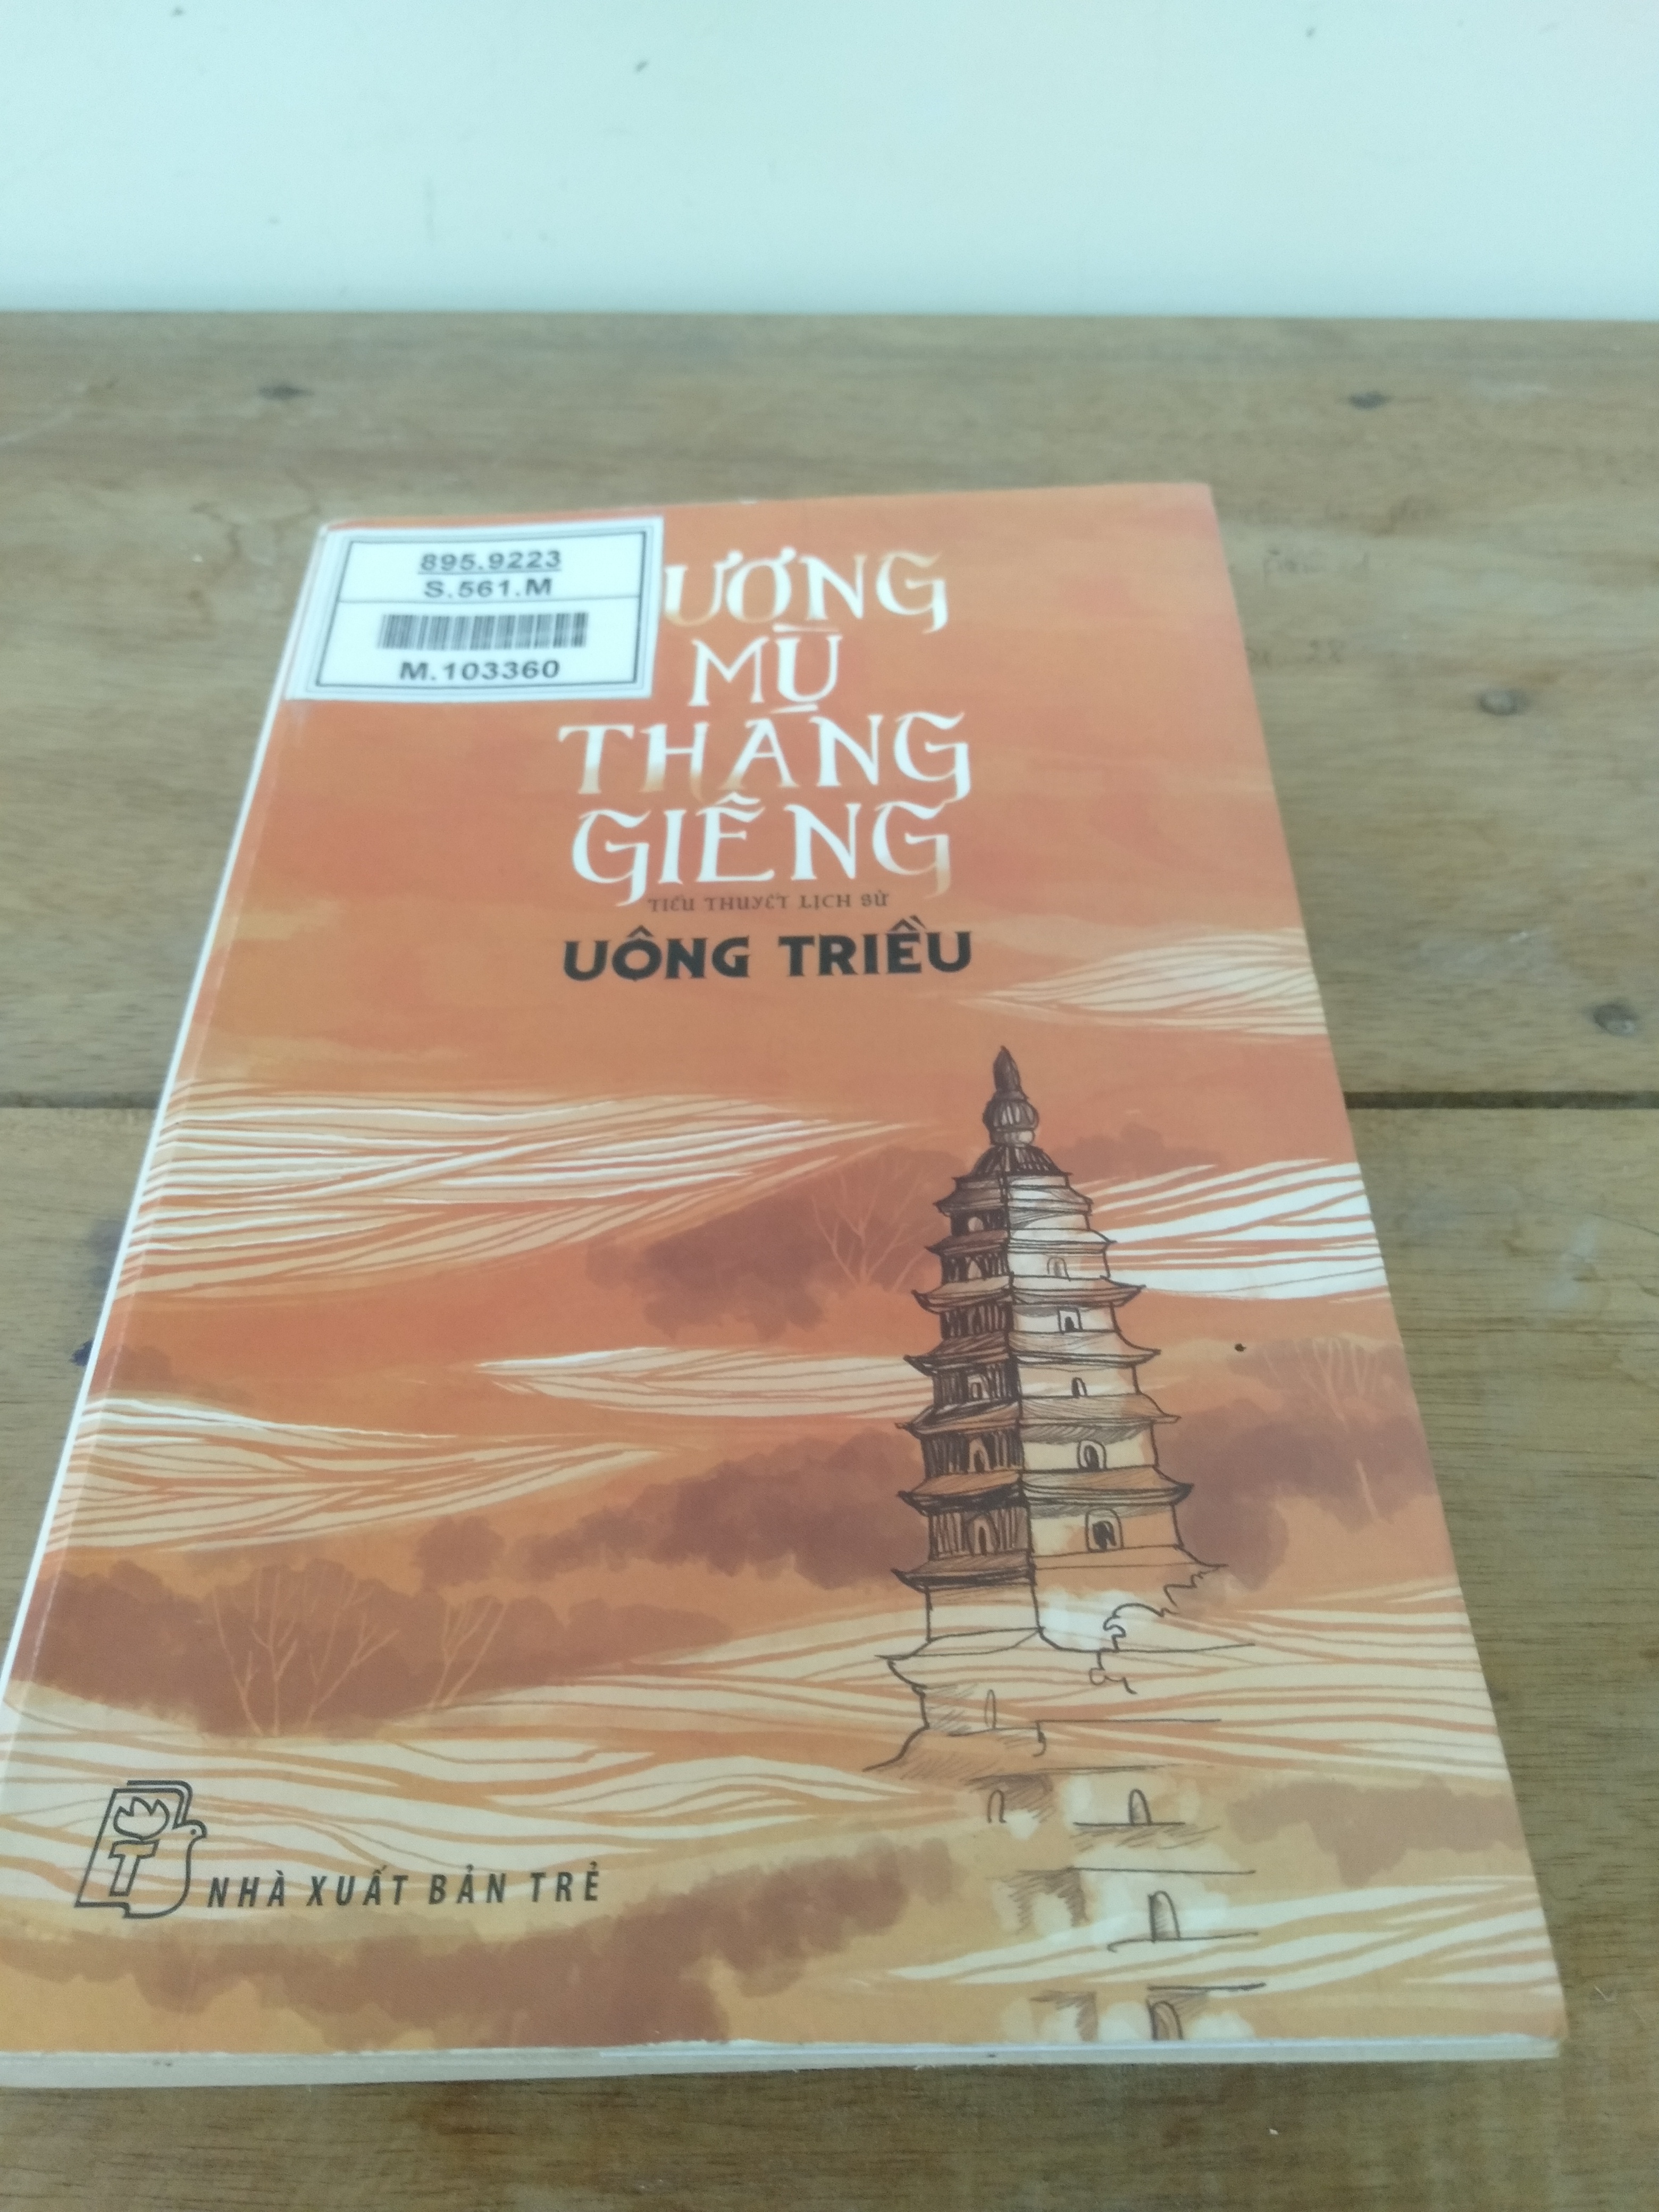 895.9223
S.561.M
M.103360
ƯƠNG
MÙ
THÁNG
GIÊNG
TIỂU THUYẾT LỊCH SỬ
UÔNG TRIỀU
T
NHÀ XUẤT BẢN TRẺ